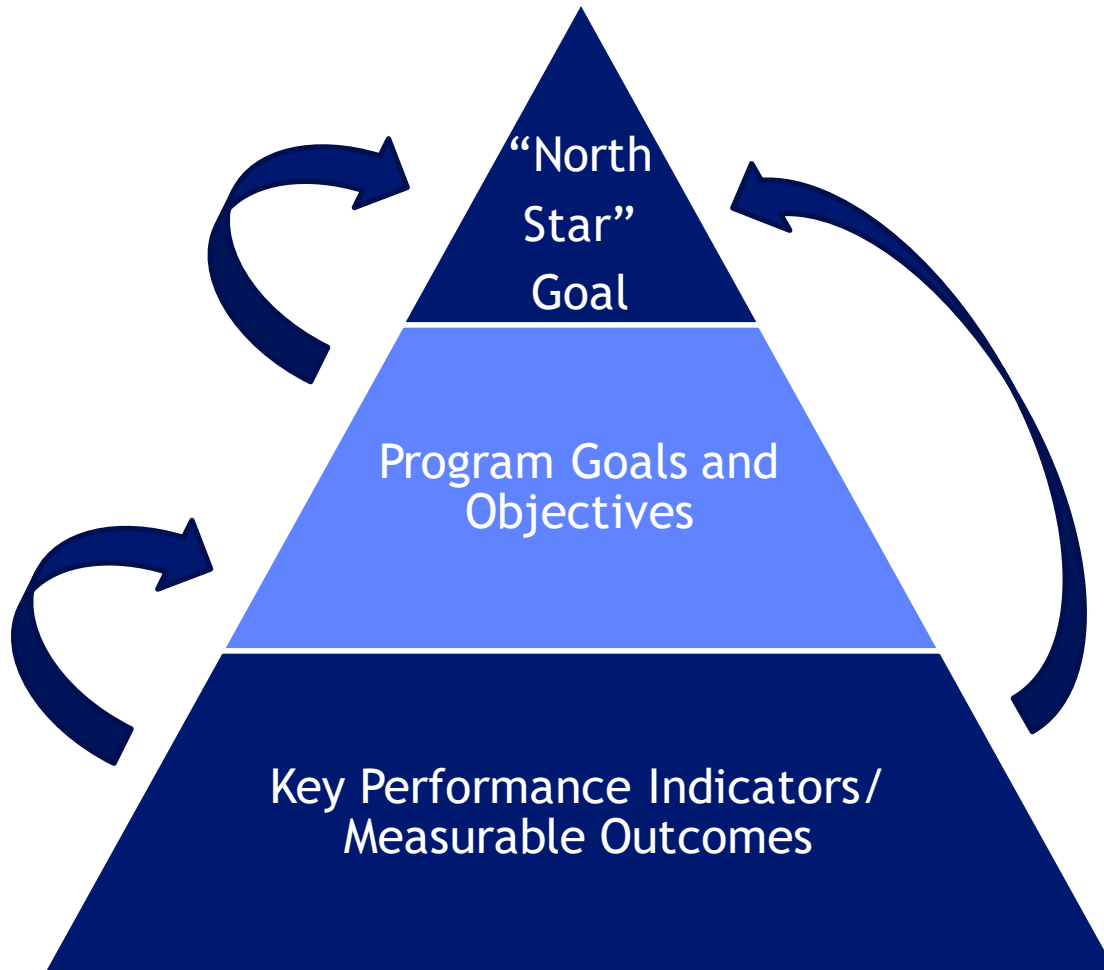 “North
Star”
Goal
Program Goals and
Objectives
Key Performance Indicators/
Measurable Outcomes